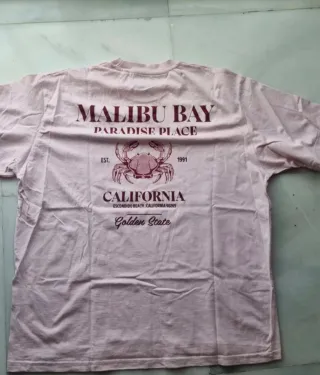 MALIBU BAY
PARADISE PLACE
EST. 1991
CALIFORNIA
Golden State